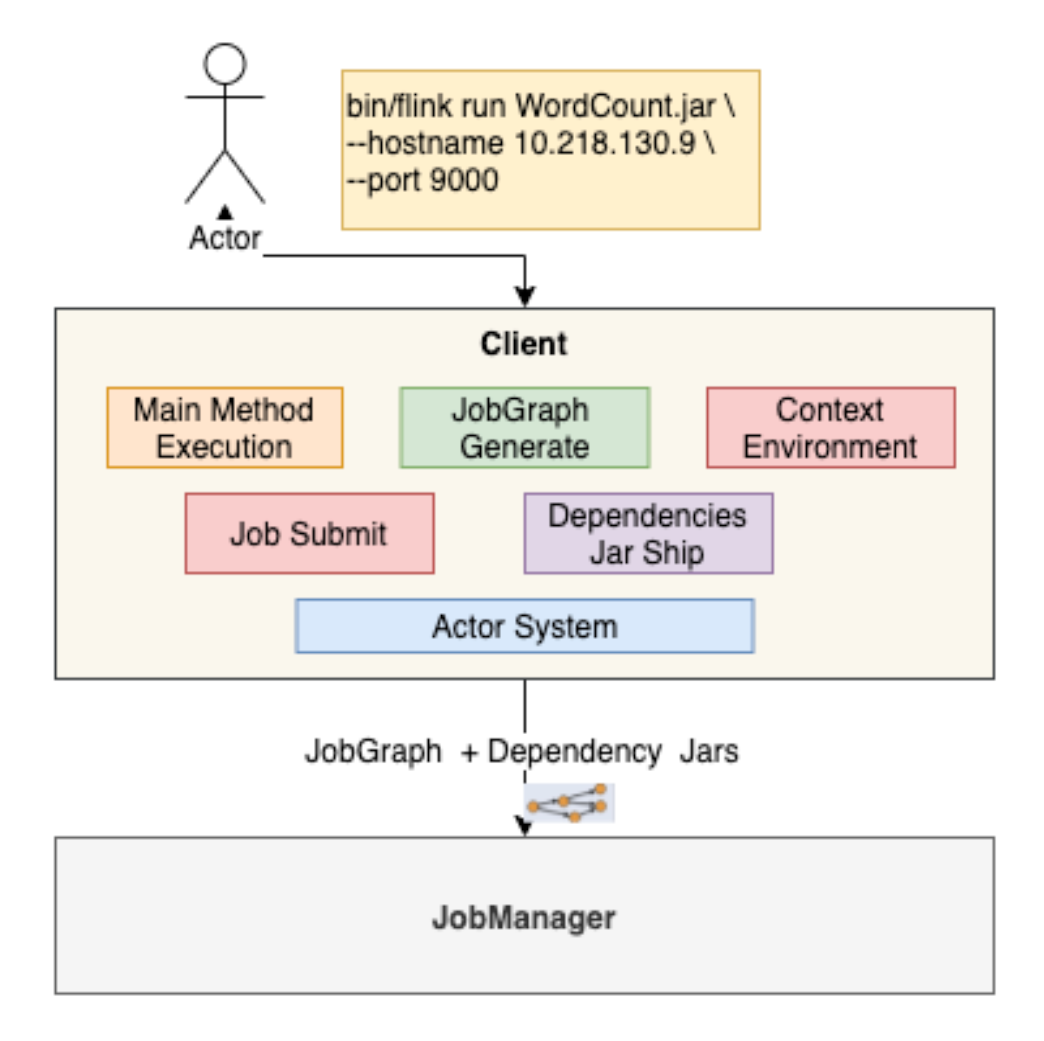 bin/flink run WordCount.jar \
--hostname 10.218.130.9 \
--port 9000
Actor
Client
Main Method
Execution
JobGraph
Generate
Context
Environment
Job Submit
Dependencies
Jar Ship
Actor System
JobGraph + Dependency Jars
JobManager